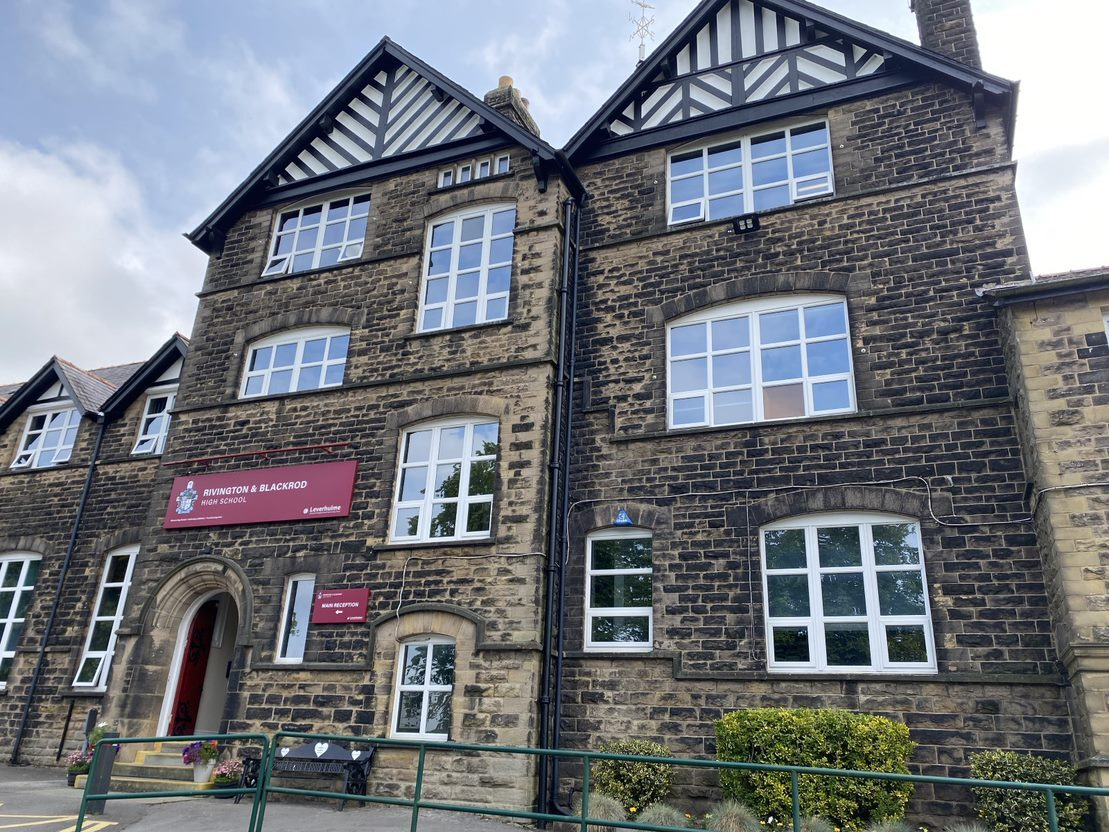 RIVINGTON & BLACKROD
HIGH SCHOOL
Leverhulme
MAIN RECEPTION